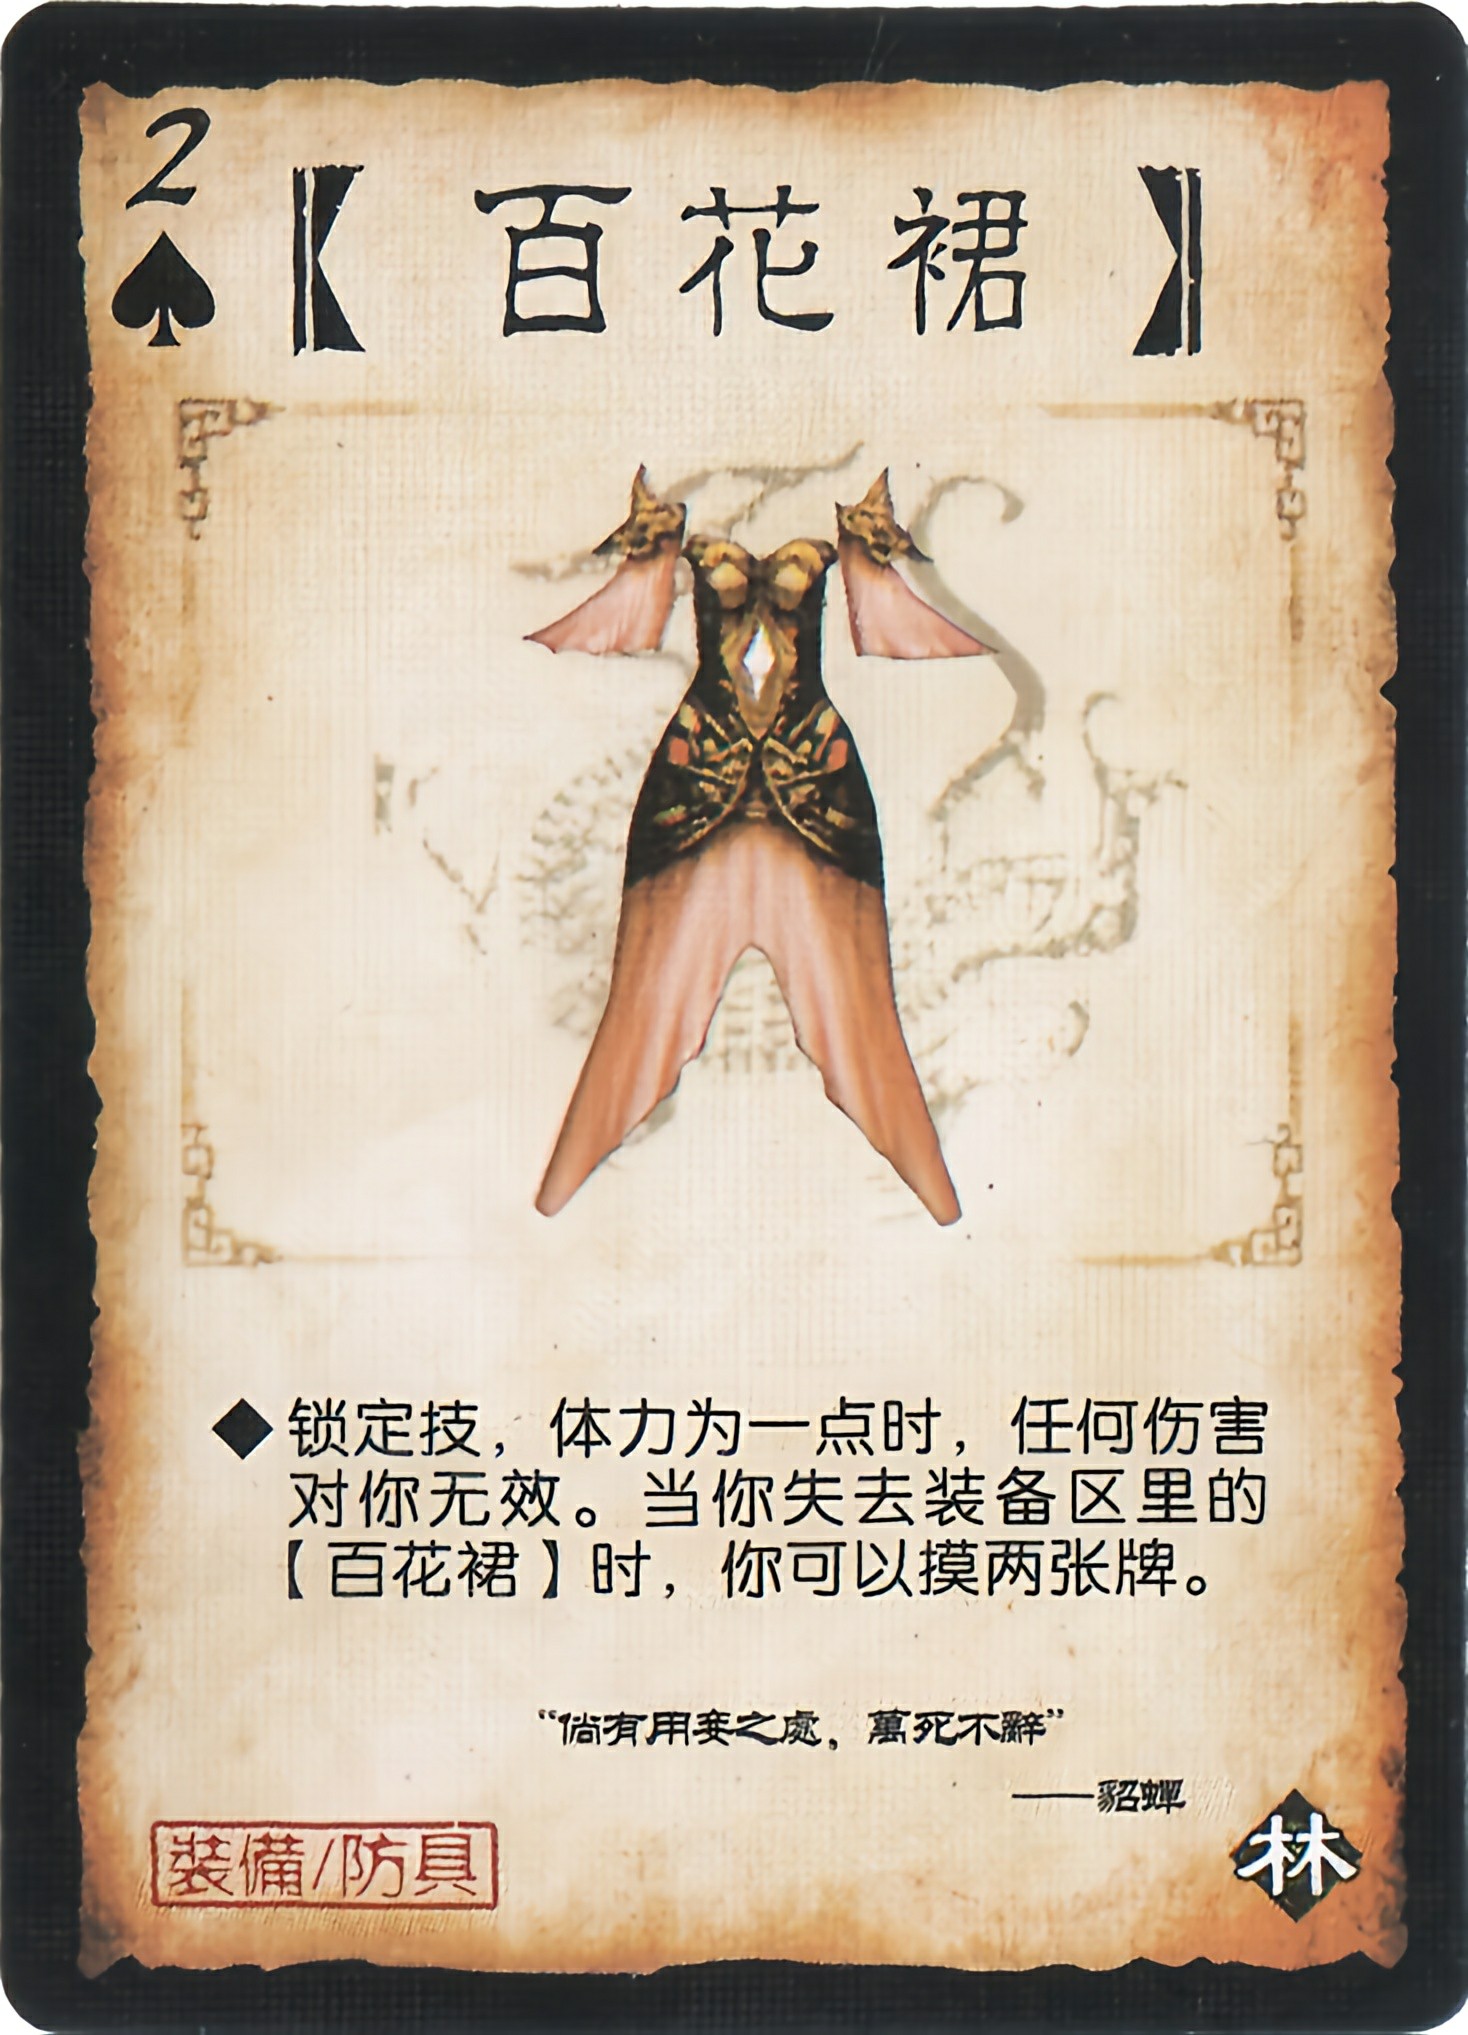 2
【百花裙】
◆锁定技，体力为一点时，任何伤害
对你无效。当你失去装备区里的
【百花裙】时，你可以摸两张牌。
“倘有用妾之處，萬死不辭”
——貂蟬
裝備/防具
林